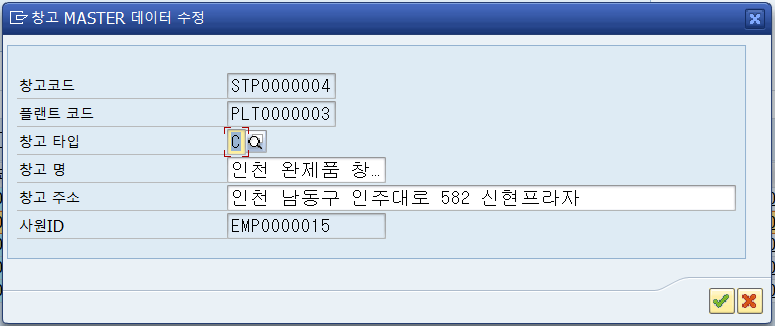 창고 MASTER 데이터 수정
창고코드 STP0000004
플랜트 코드 PLT0000003
창고 타입 C
창고 명 인천 완제품 창…
창고 주소 인천 남동구 인주대로 582 신현프라자
사원ID EMP0000015